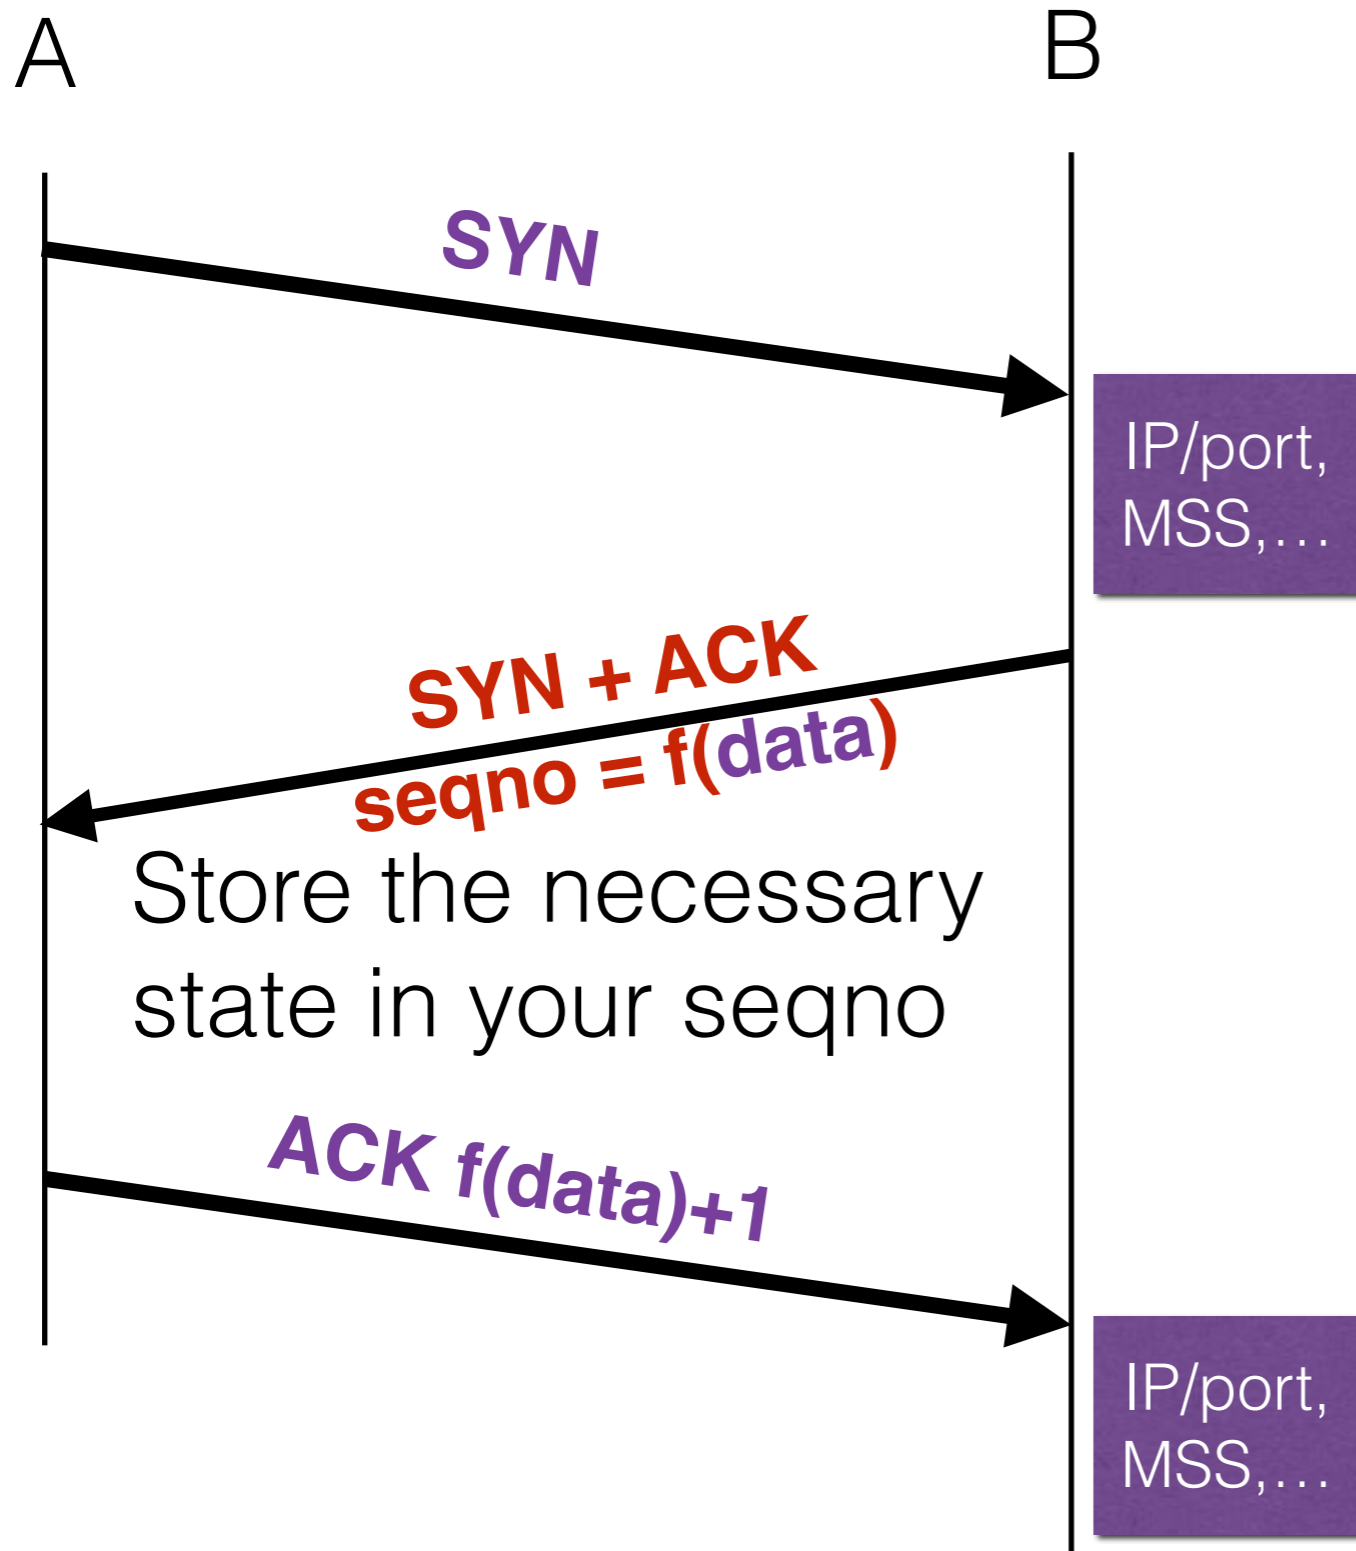 A
B
SYN
IP/port,
MSS,…
SYN + ACK
seqno = f(data)
Store the necessary
state in your seqno
ACK f(data)+1
IP/port,
MSS,…